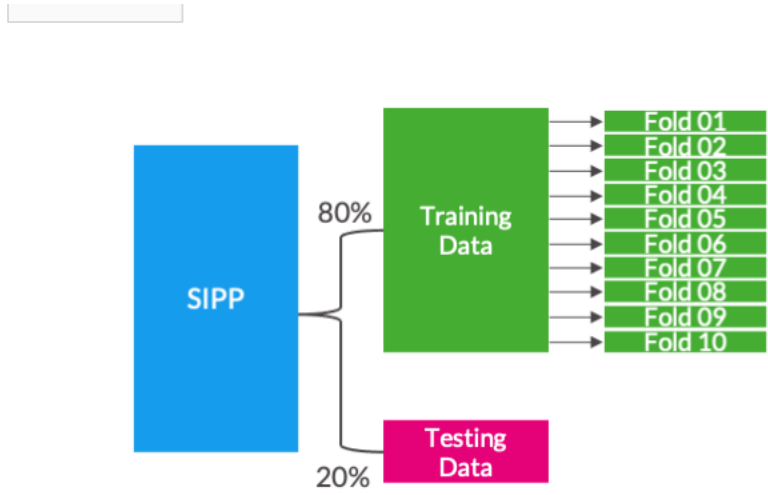 SIPP
80%
20%
Training
Data
Testing
Data
Fold 01
Fold 02
Fold 03
Fold 04
Fold 05
Fold 06
Fold 07
Fold 08
Fold 09
Fold 10